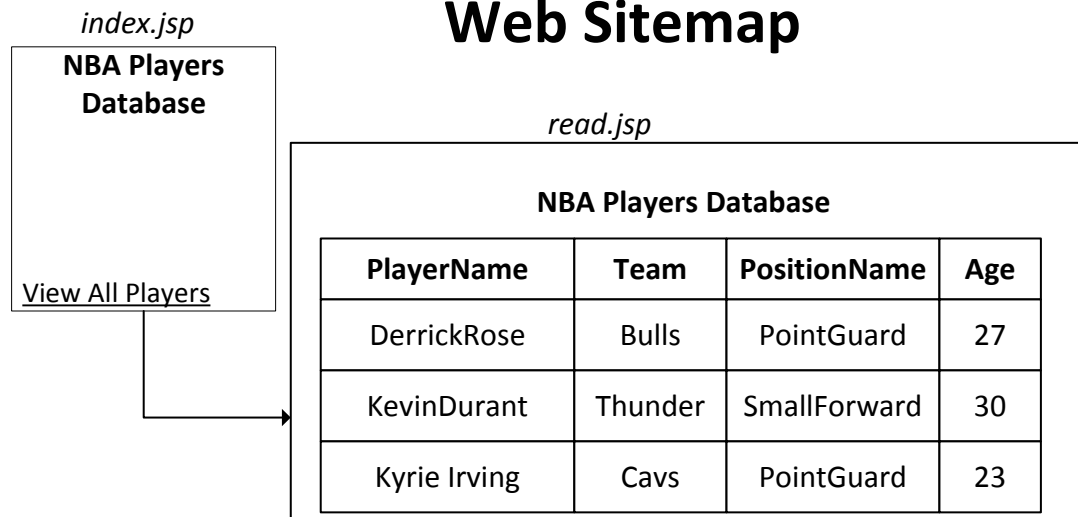 Web Sitemap
index.jsp
NBA Players
Database
View All Players
read.jsp
NBA Players Database
PlayerName Team PositionName Age
DerrickRose Bulls PointGuard 27
KevinDurant Thunder SmallForward 30
Kyrie Irving Cavs PointGuard 23